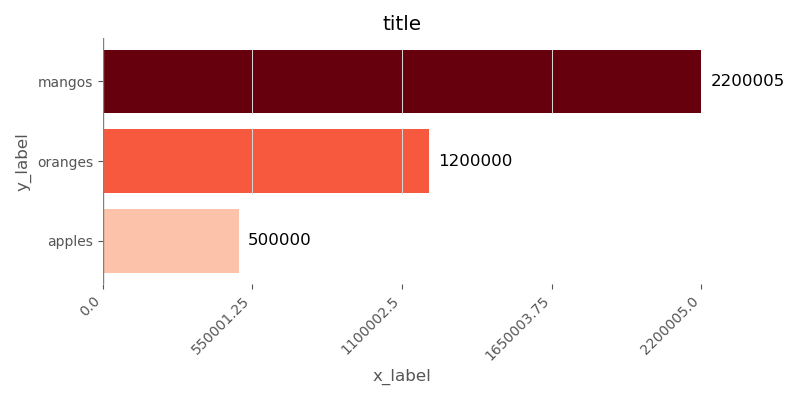 title
mangos
2200005
oranges
1200000
apples
500000
y_label
0.0
550001.25
1100002.5
1650003.75
2200005.0
x_label